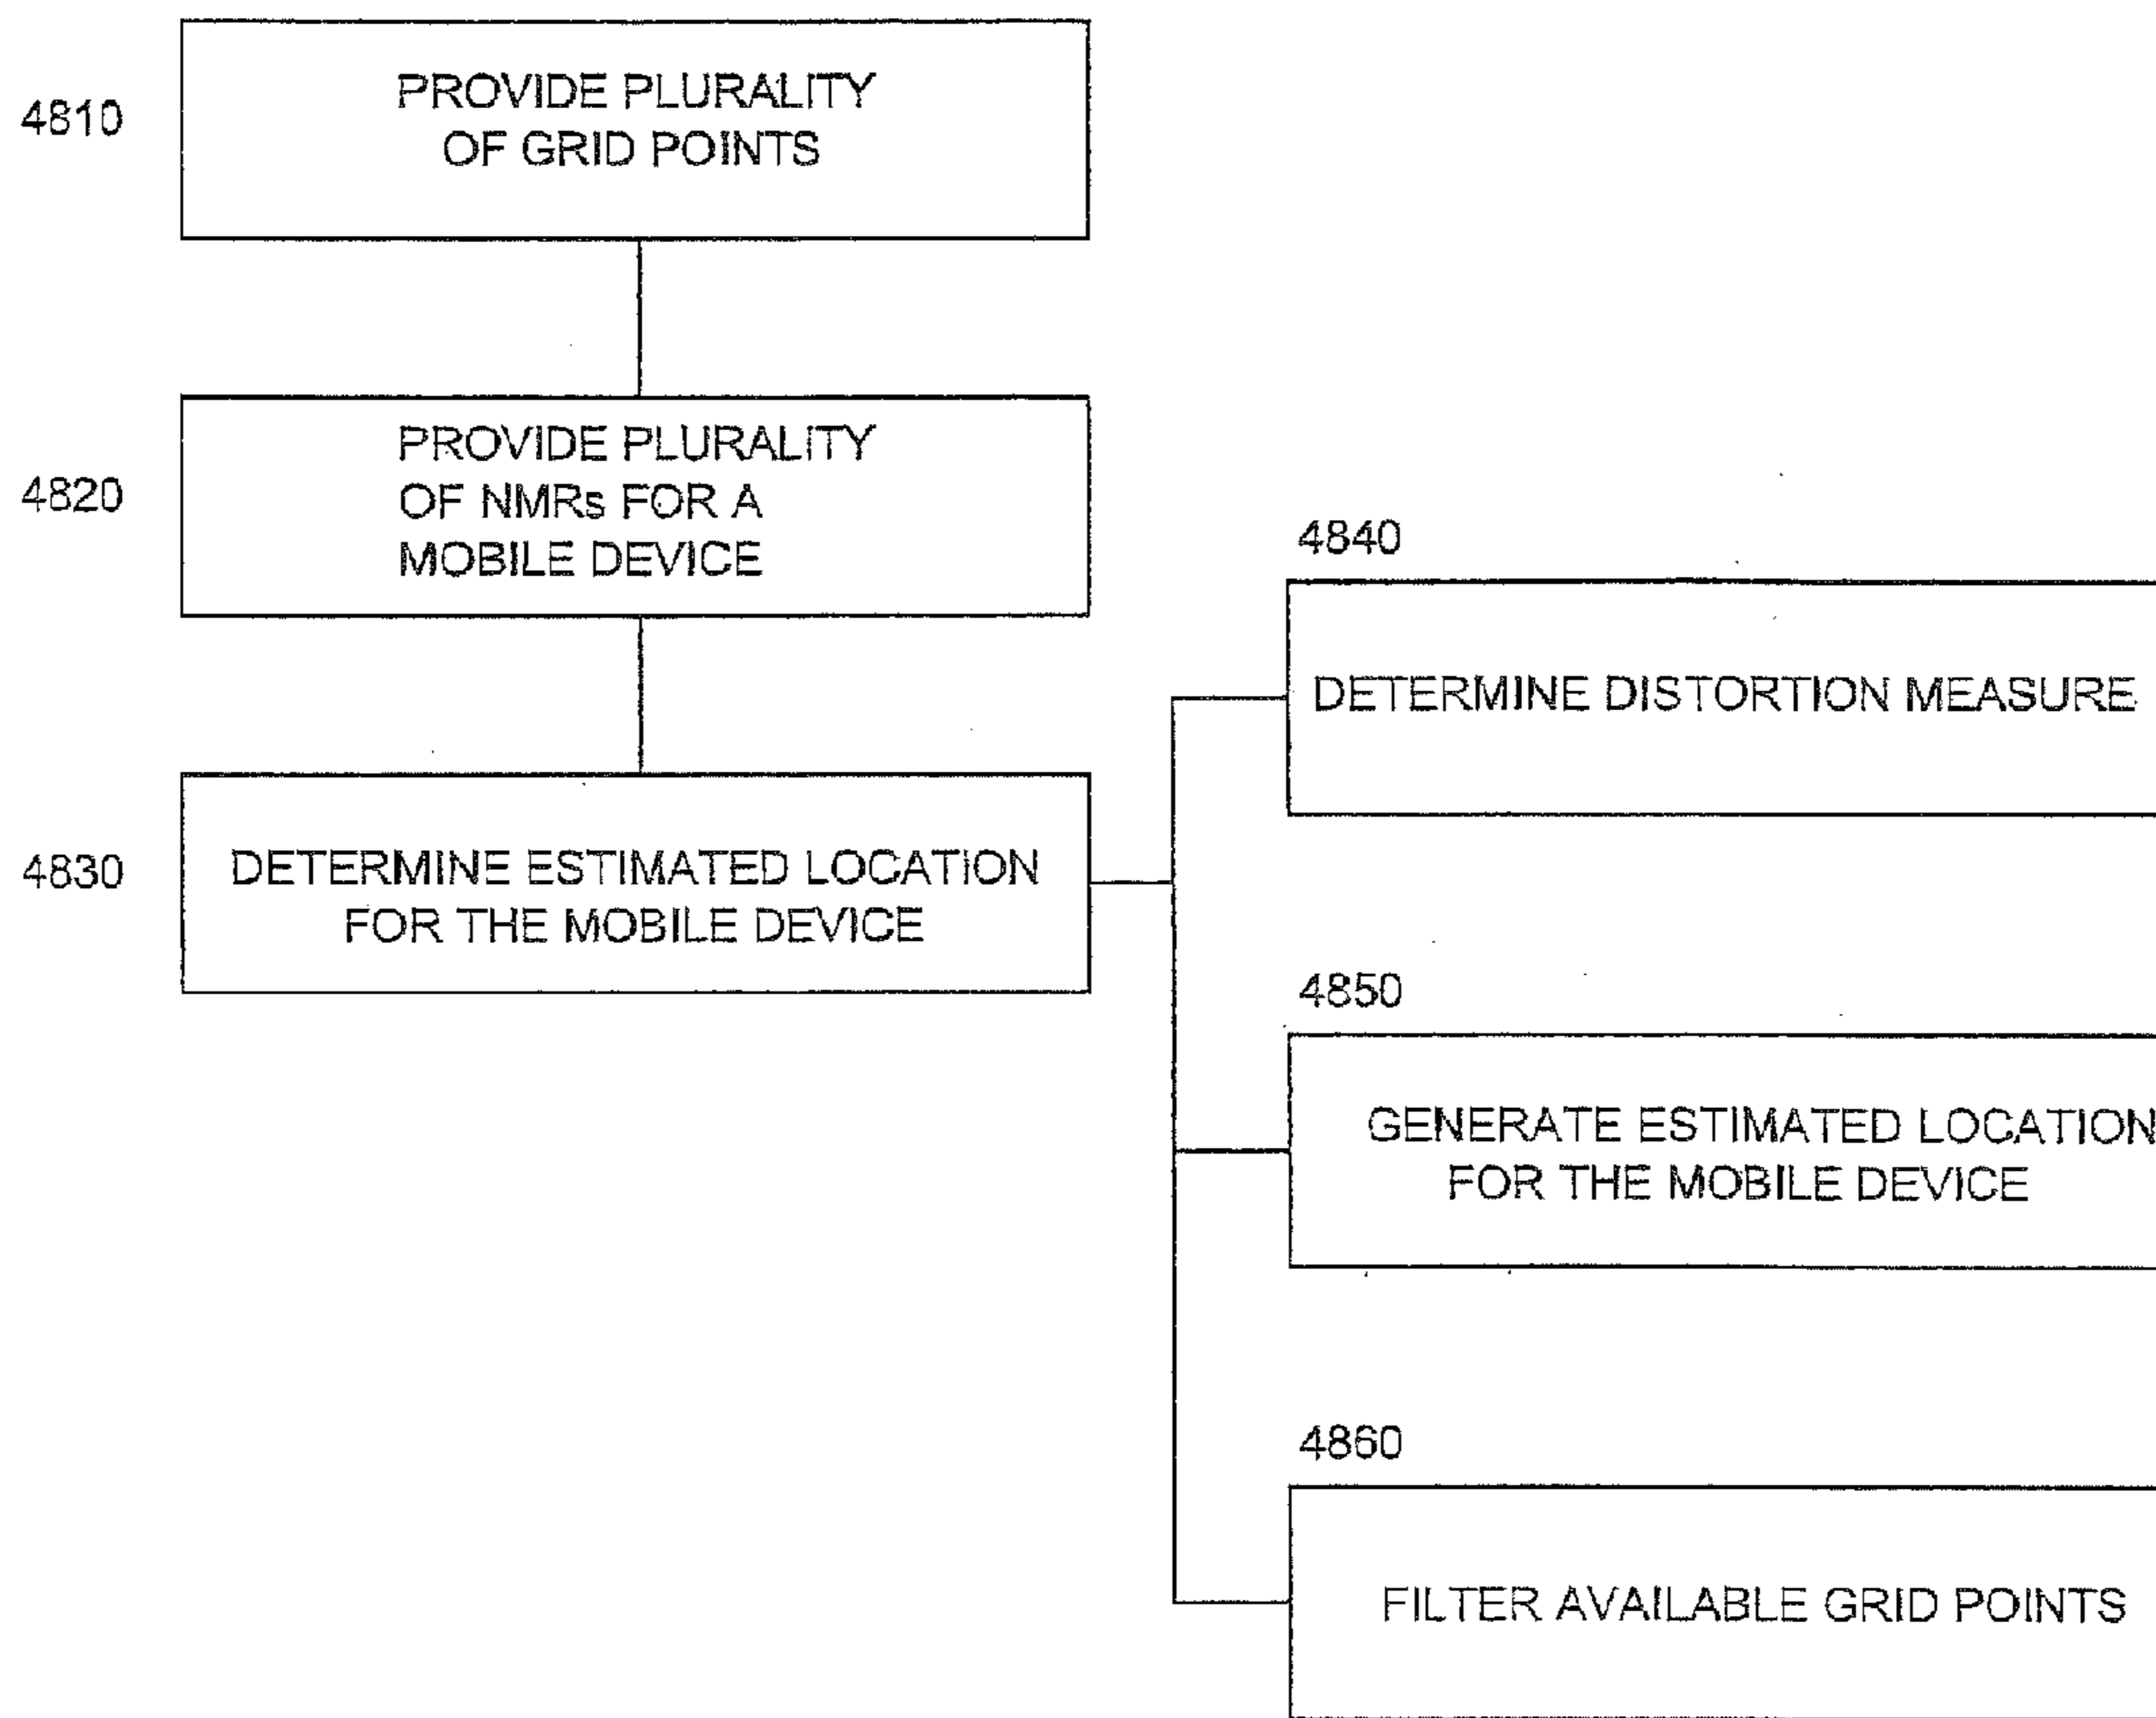 4810
PROVIDE PLURALITY
OF GRID POINTS
4820
PROVIDE PLURALITY
OF NMRs FOR A
MOBILE DEVICE
4830
DETERMINE ESTIMATED LOCATION
FOR THE MOBILE DEVICE
4840
DETERMINE DISTORTION MEASURE
4850
GENERATE ESTIMATED LOCATION
FOR THE MOBILE DEVICE
4860
FILTER AVAILABLE GRID POINTS